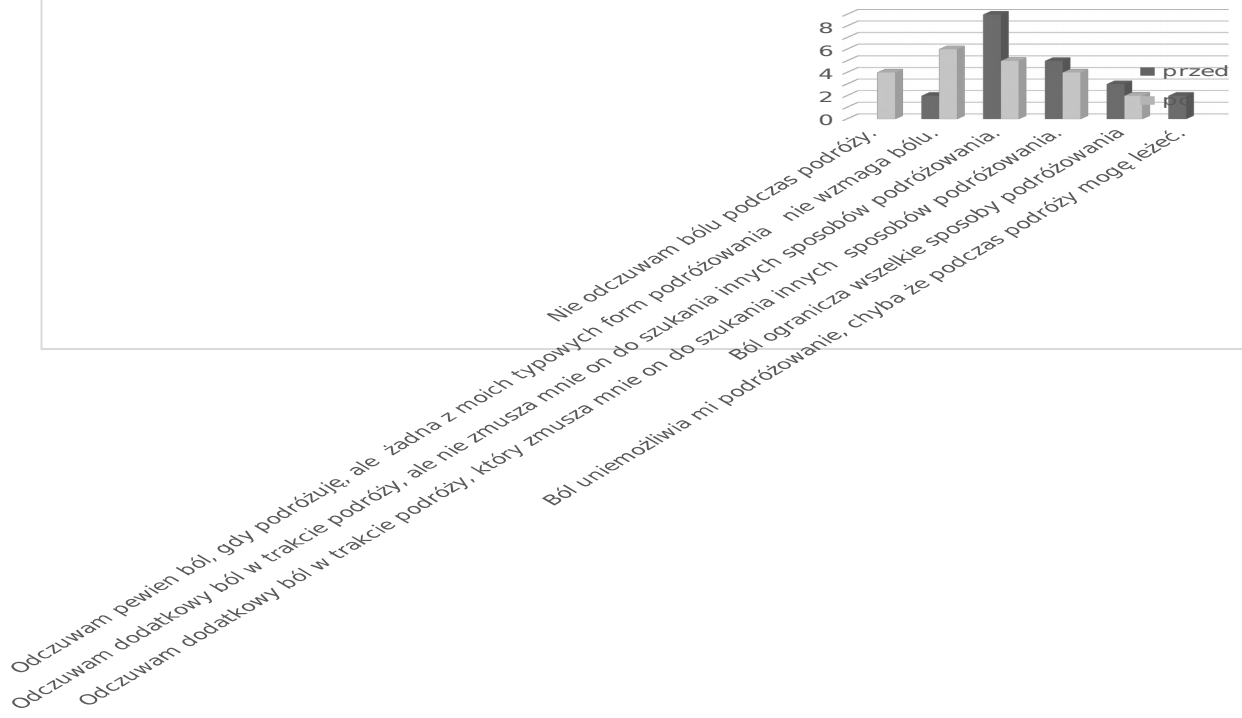 8
6
4
2
0
przed
po
Nie odczuwam bólu podczas podróży.
Odczuwam pewien ból, gdy podróżuję, ale żadna z moich typowych form podróżowania nie wzmaga bólu.
Odczuwam dodatkowy ból w trakcie podróży, ale nie zmusza mnie on do szukania innych sposobów podróżowania.
Odczuwam dodatkowy ból w trakcie podróży, który zmusza mnie on do szukania innych sposobów podróżowania.
Ból ogranicza wszelkie sposoby podróżowania
Ból uniemożliwia mi podróżowanie, chyba że podczas podróży mogę leżeć.